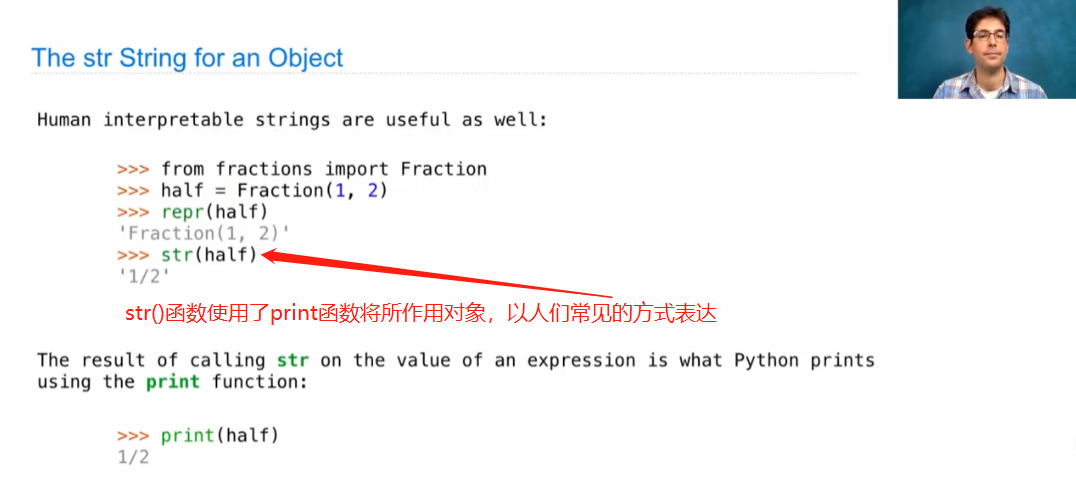 The str String for an Object
Human interpretable strings are useful as well:
>>> from fractions import Fraction
>>> half = Fraction(1, 2)
>>> repr(half)
'Fraction(1, 2)'
>>> str(half)
'1/2'
str()函数使用了print函数将所作用对象，以人们常见的方式表达
The result of calling str on the value of an expression is what Python prints
using the print function:
>>> print(half)
1/2